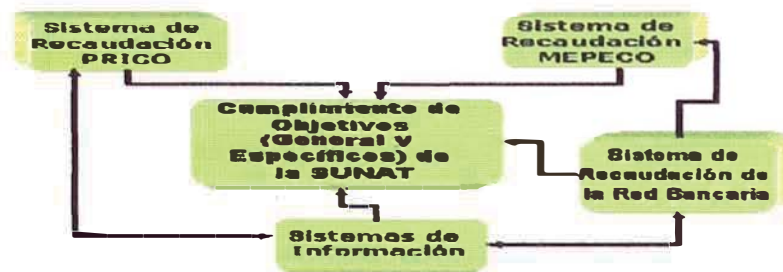 Sistema de
Recaudación
PRICO
Sistema de
Recaudación
MEPECO
Cumplimiento de
Objetivos
(General y
Específicos) de
la SUNAT
Sistema de
Recaudación de
la Red Bancaria
Sistemas de
Información